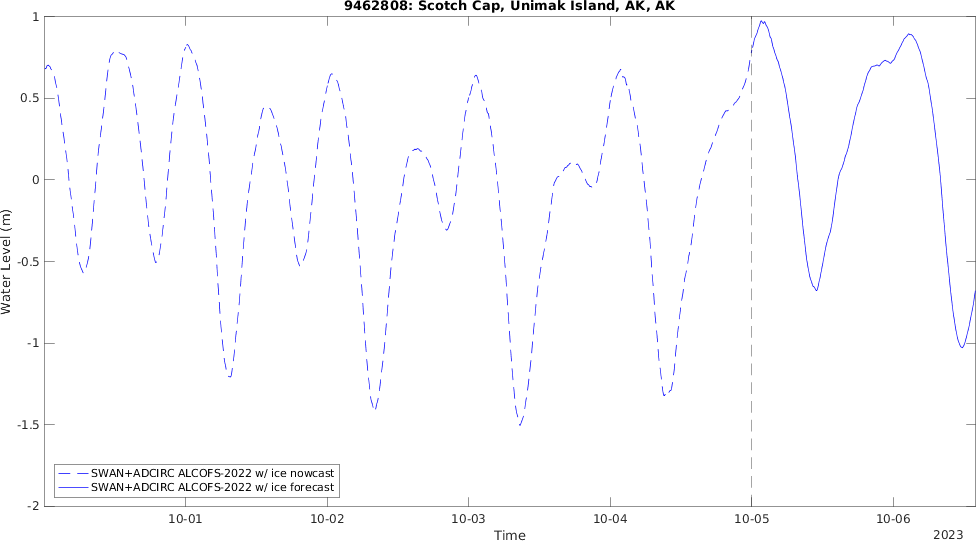 9462808: Scotch Cap, Unimak Island, AK, AK
1
0.5
0
-0.5
-1
-1.5
-2
Water Level (m)
SWAN+ADCIRC ALCOFS-2022 w/ ice nowcast
SWAN+ADCIRC ALCOFS-2022 w/ ice forecast
10-01 10-02 10-03 10-04 10-05 10-06
Time
2023